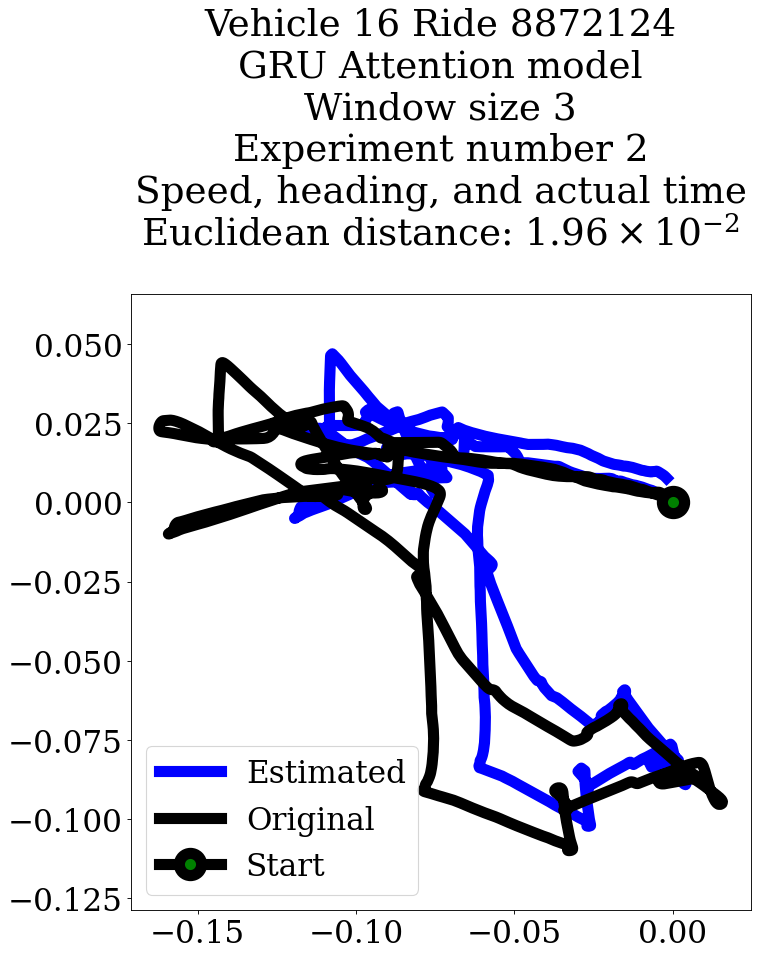 Vehicle 16 Ride 8872124
GRU Attention model
Window size 3
Experiment number 2
Speed, heading, and actual time
Euclidean distance: 1.96 × 10⁻²
0.050
0.025
0.000
−0.025
−0.050
−0.075
−0.100
−0.125
Estimated
Original
Start
−0.15
−0.10
−0.05
0.00